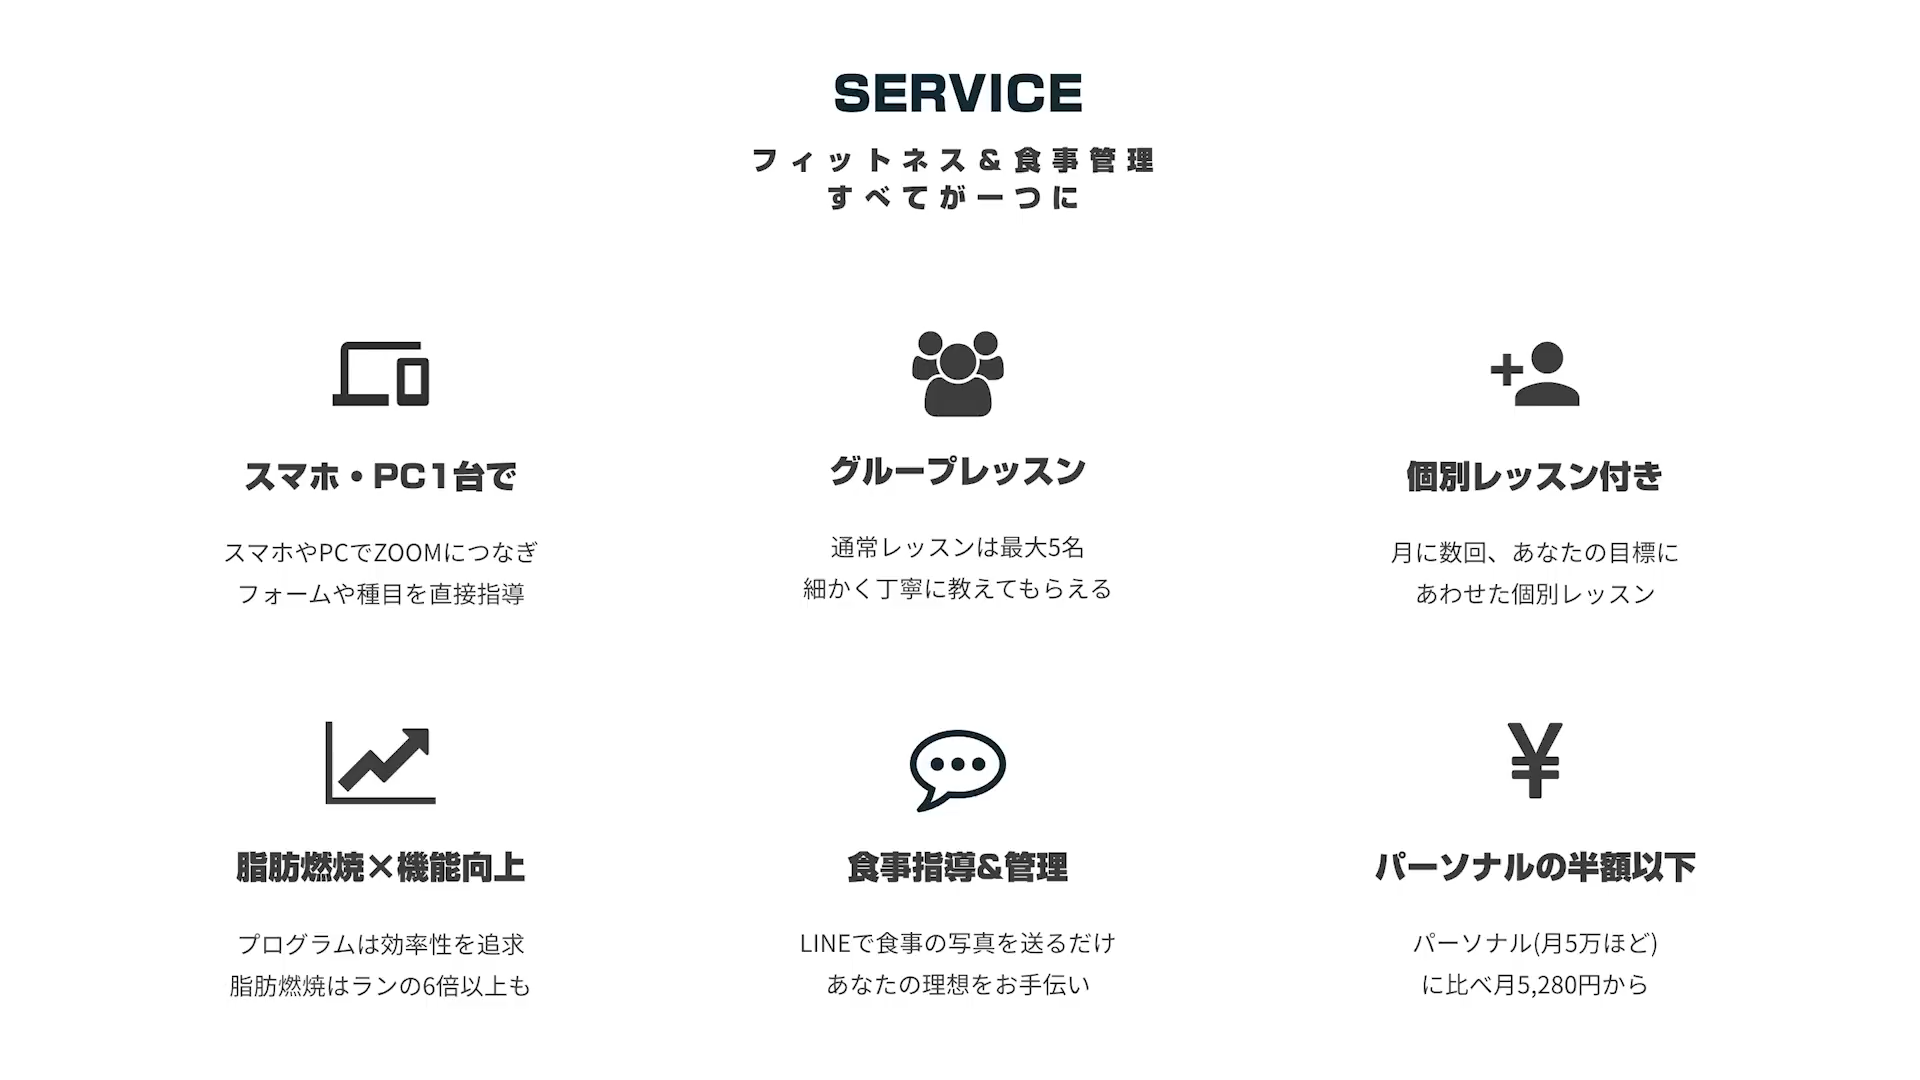 SERVICE
フィットネス＆食事管理
すべてが一つに
スマホ・PC1台で
スマホやPCでZOOMにつなぎ
フォームや種目を直接指導
グループレッスン
通常レッスンは最大5名
細かく丁寧に教えてもらえる
個別レッスン付き
月に数回、あなたの目標に
あわせた個別レッスン
脂肪燃焼×機能向上
プログラムは効率性を追求
脂肪燃焼はランの6倍以上も
食事指導&管理
LINEで食事の写真を送るだけ
あなたの理想をお手伝い
¥
パーソナルの半額以下
パーソナル(月5万ほど)
に比べ月5,280円から